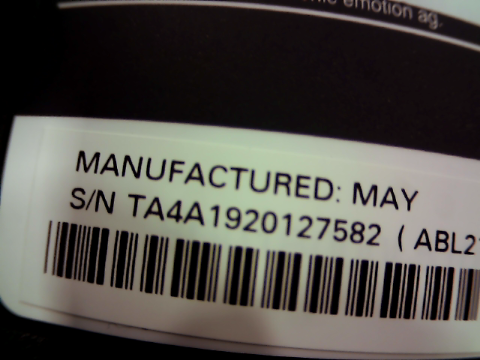 emotion ag.
MANUFACTURED: MAY
S/N TA4A1920127582 ( ABL2